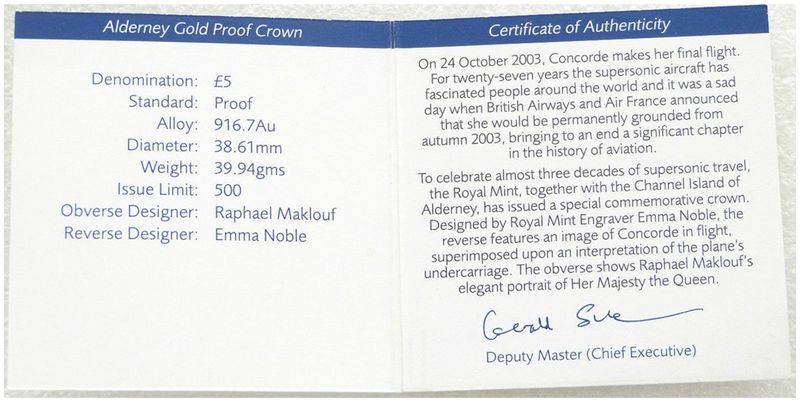 Alderney Gold Proof Crown
Denomination: £5
Standard: Proof
Alloy: 916.7Au
Diameter: 38.61mm
Weight: 39.94gms
Issue Limit: 500
Obverse Designer: Raphael Maklouf
Reverse Designer: Emma Noble
Certificate of Authenticity
On 24 October 2003, Concorde makes her final flight.
For twenty-seven years the supersonic aircraft has
fascinated people around the world and it was a sad
day when British Airways and Air France announced
that she would be permanently grounded from
autumn 2003, bringing to an end a significant chapter
in the history of aviation.
To celebrate almost three decades of supersonic travel,
the Royal Mint, together with the Channel Island of
Alderney, has issued a special commemorative crown.
Designed by Royal Mint Engraver Emma Noble, the
reverse features an image of Concorde in flight,
superimposed upon an interpretation of the plane's
undercarriage. The obverse shows Raphael Maklouf's
elegant portrait of Her Majesty the Queen.
Deputy Master (Chief Executive)